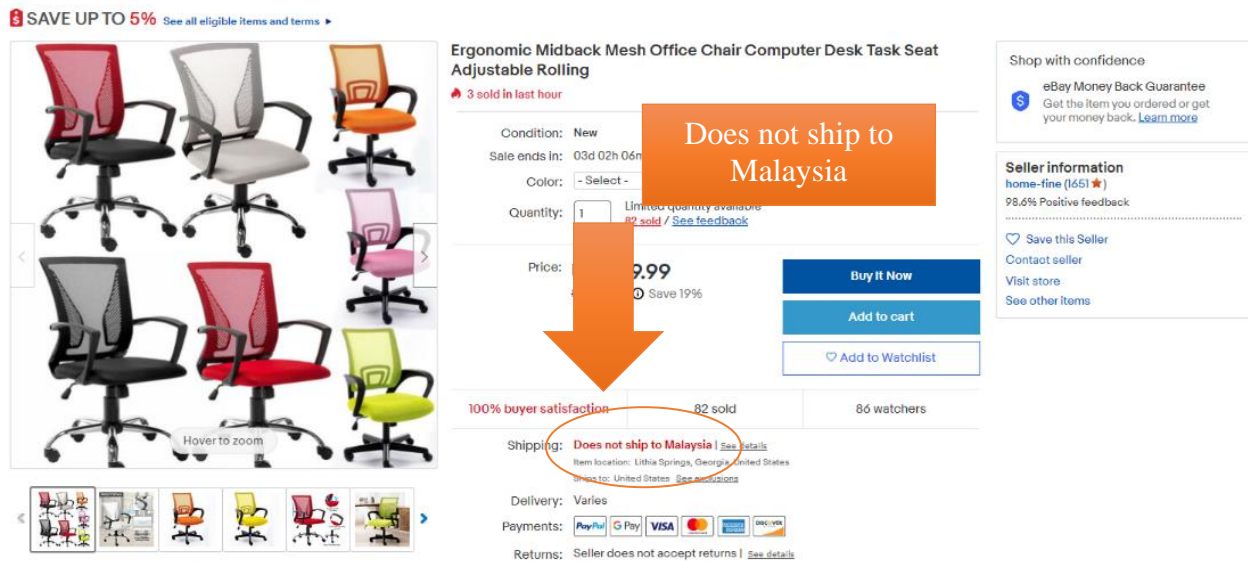 SAVE UP TO 5% See all eligible items and terms
Ergonomic Midback Mesh Office Chair Computer Desk Task Seat
Adjustable Rolling
3 sold in last hour
Condition: New
Sale ends in: 03d 02h 06m
Color: - Select -
Quantity: 1 Limited quantity available
82 sold / See feedback
Price: 9.99
Save 19%
Buy It Now
Add to cart
Add to Watchlist
Does not ship to
Malaysia
100% buyer satisfaction 82 sold 86 watchers
Shipping: Does not ship to Malaysia | See details
Item location: Lithia Springs, Georgia, United States
Ships to: United States See exclusions
Delivery: Varies
Payments: PayPal G Pay VISA DISCOVER
Returns: Seller does not accept returns | See details
Hover to zoom
Shop with confidence
eBay Money Back Guarantee
Get the item you ordered or get
your money back. Learn more
Seller information
home-fine (1651)
98.6% Positive feedback
Save this Seller
Contact seller
Visit store
See other items